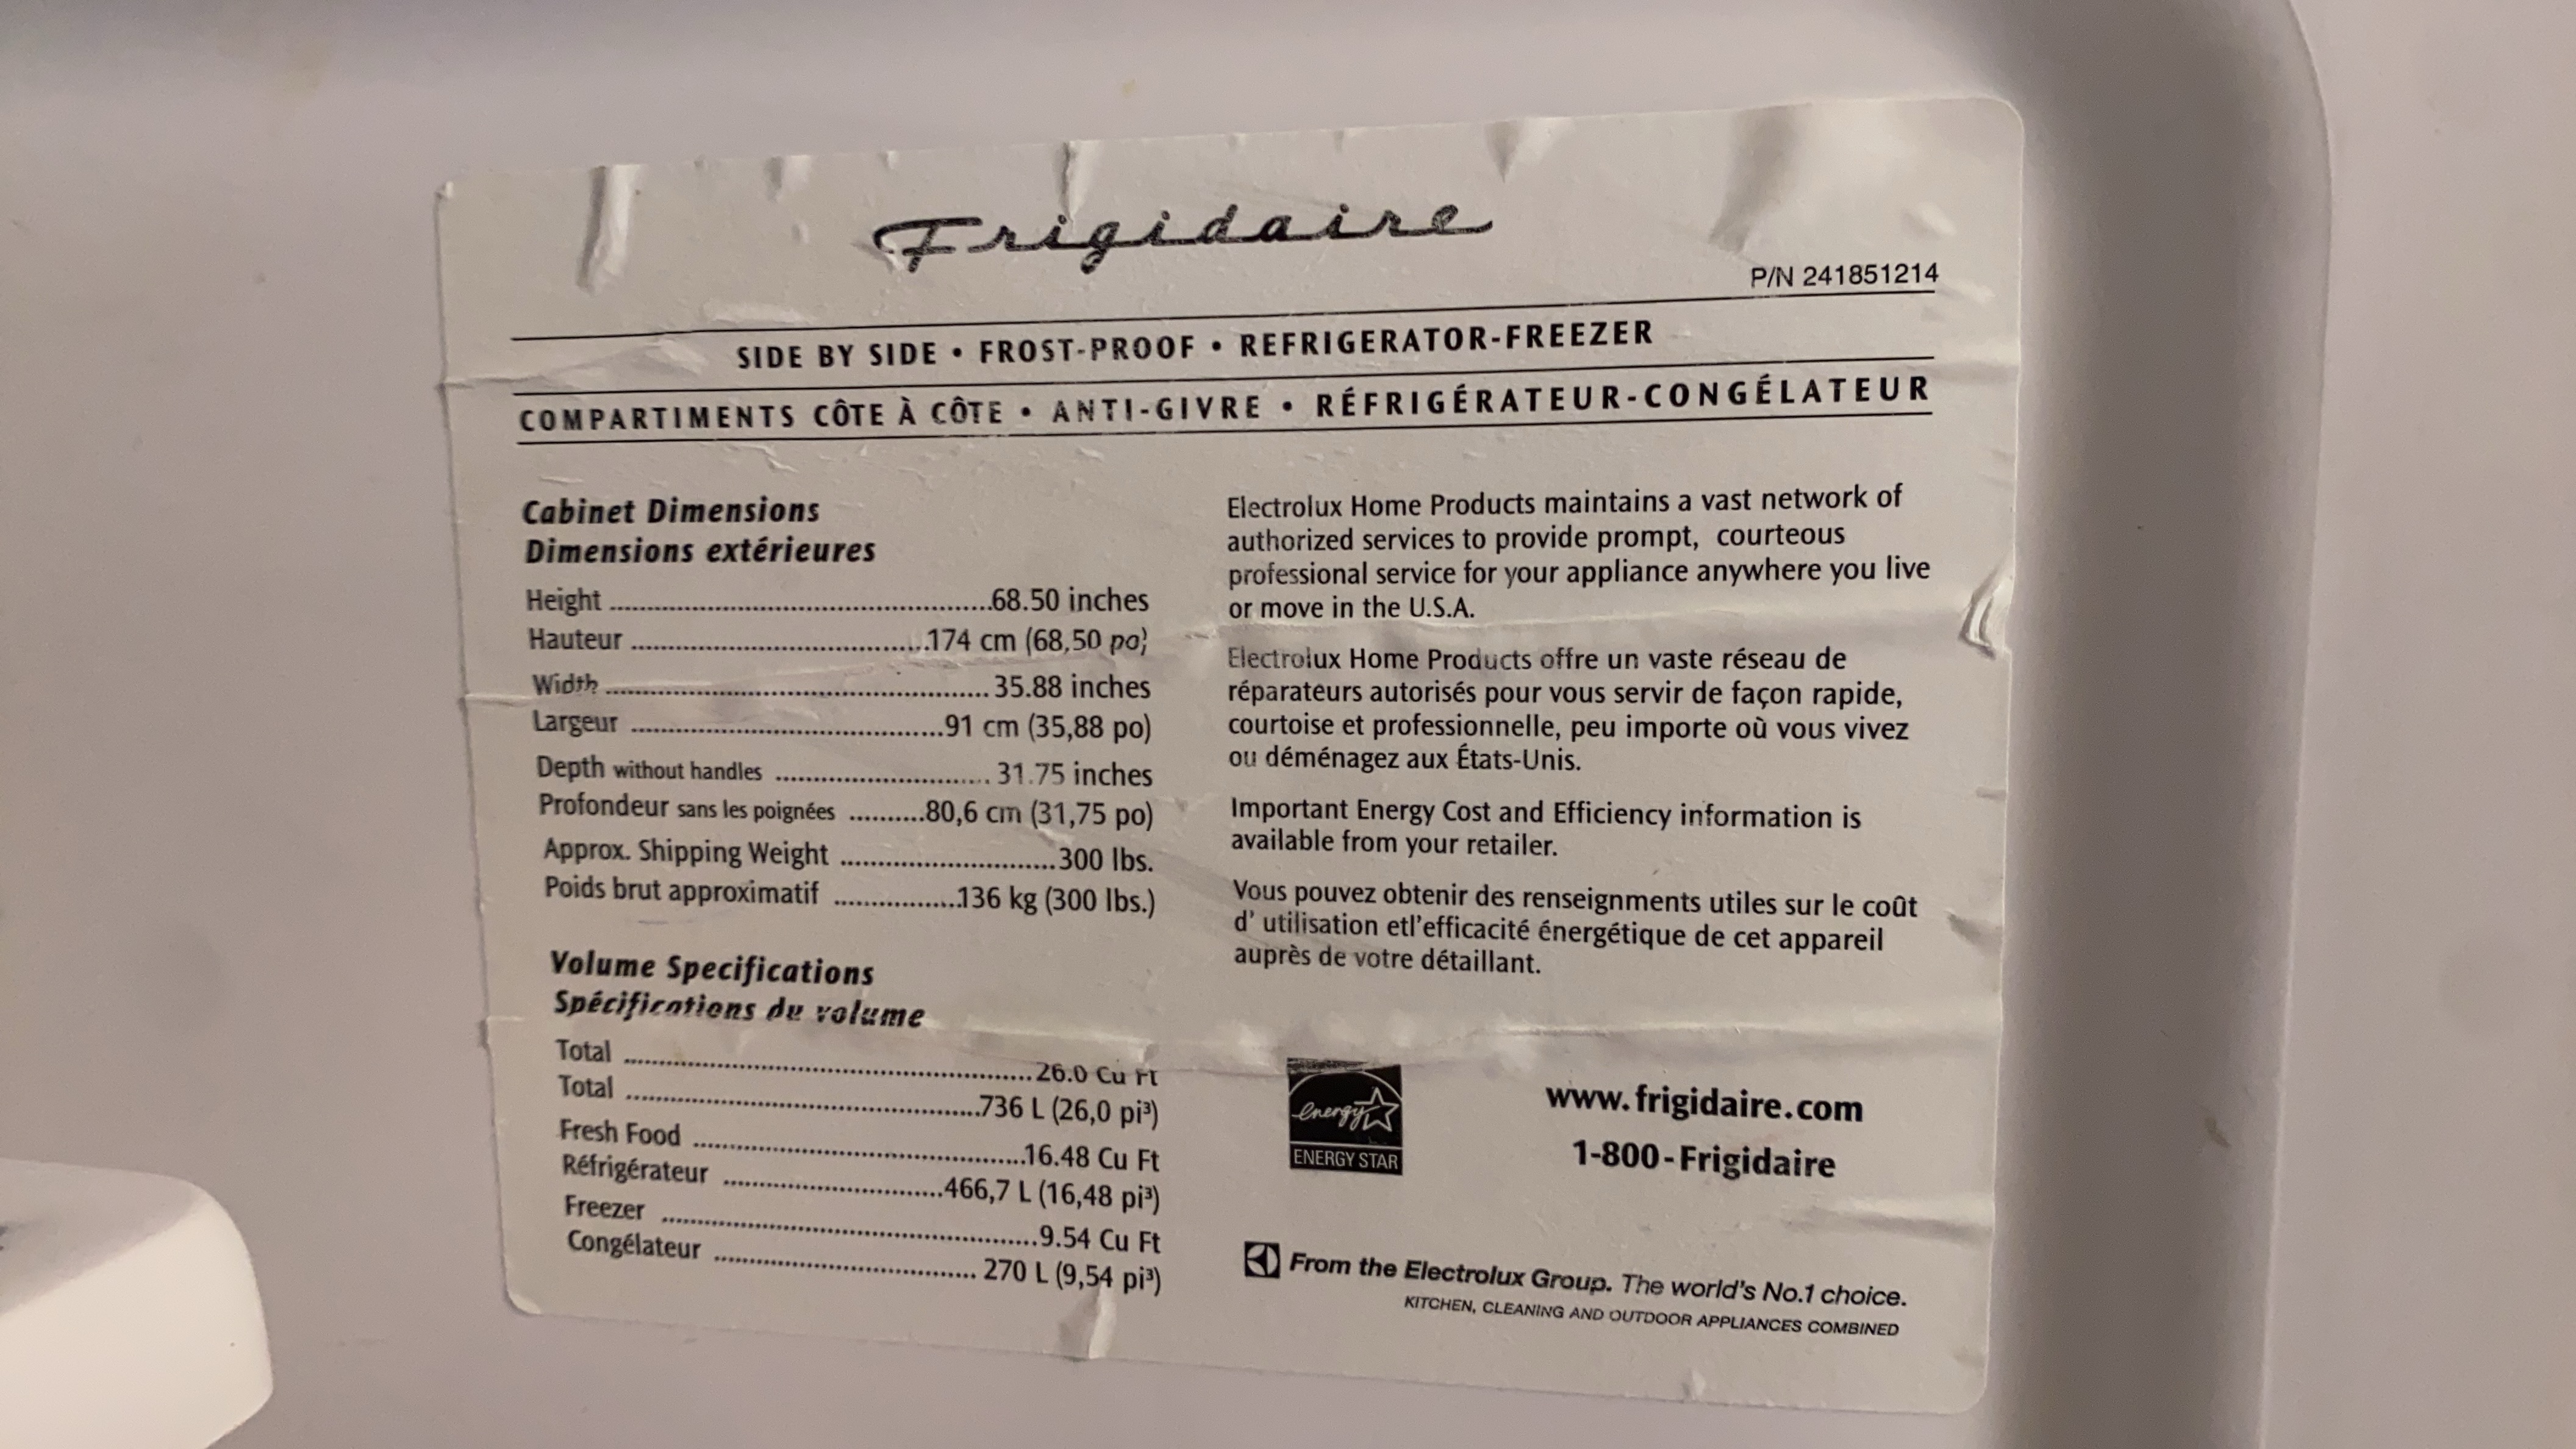 Frigidaire
P/N 241851214
SIDE BY SIDE • FROST-PROOF • REFRIGERATOR-FREEZER
COMPARTIMENTS CÔTE À CÔTE • ANTI-GIVRE • RÉFRIGÉRATEUR-CONGÉLATEUR
Cabinet Dimensions
Dimensions extérieures
Height ................................................68.50 inches
Hauteur ......................................174 cm (68,50 po)
Width ................................................ 35.88 inches
Largeur .......................................91 cm (35,88 po)
Depth without handles ........................... 31.75 inches
Profondeur sans les poignées ..........80,6 cm (31,75 po)
Approx. Shipping Weight ...........................300 lbs.
Poids brut approximatif .................136 kg (300 lbs.)
Volume Specifications
Spécifications du volume
Total ...................................................26.0 Cu Ft
Total .............................................736 L (26,0 pi³)
Fresh Food ..........................................16.48 Cu Ft
Réfrigérateur ............................466,7 L (16,48 pi³)
Freezer ...............................................9.54 Cu Ft
Congélateur ................................. 270 L (9,54 pi³)
Electrolux Home Products maintains a vast network of
authorized services to provide prompt, courteous
professional service for your appliance anywhere you live
or move in the U.S.A.
Electrolux Home Products offre un vaste réseau de
réparateurs autorisés pour vous servir de façon rapide,
courtoise et professionnelle, peu importe où vous vivez
ou déménagez aux États-Unis.
Important Energy Cost and Efficiency information is
available from your retailer.
Vous pouvez obtenir des renseignments utiles sur le coût
d' utilisation etl'efficacité énergétique de cet appareil
auprès de votre détaillant.
energy
ENERGY STAR
www.frigidaire.com
1-800-Frigidaire
From the Electrolux Group. The world's No.1 choice.
KITCHEN, CLEANING AND OUTDOOR APPLIANCES COMBINED